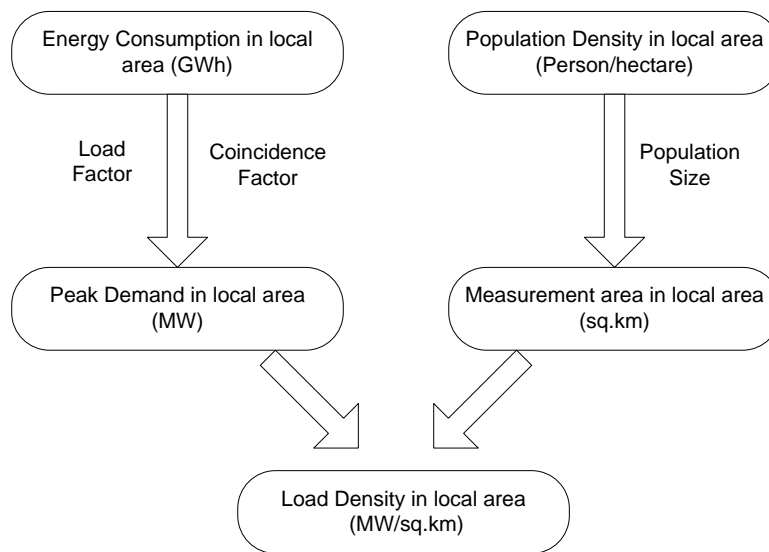 Energy Consumption in local
area (GWh)
Population Density in local area
(Person/hectare)
Load
Factor
Coincidence
Factor
Population
Size
Peak Demand in local area
(MW)
Measurement area in local area
(sq.km)
Load Density in local area
(MW/sq.km)